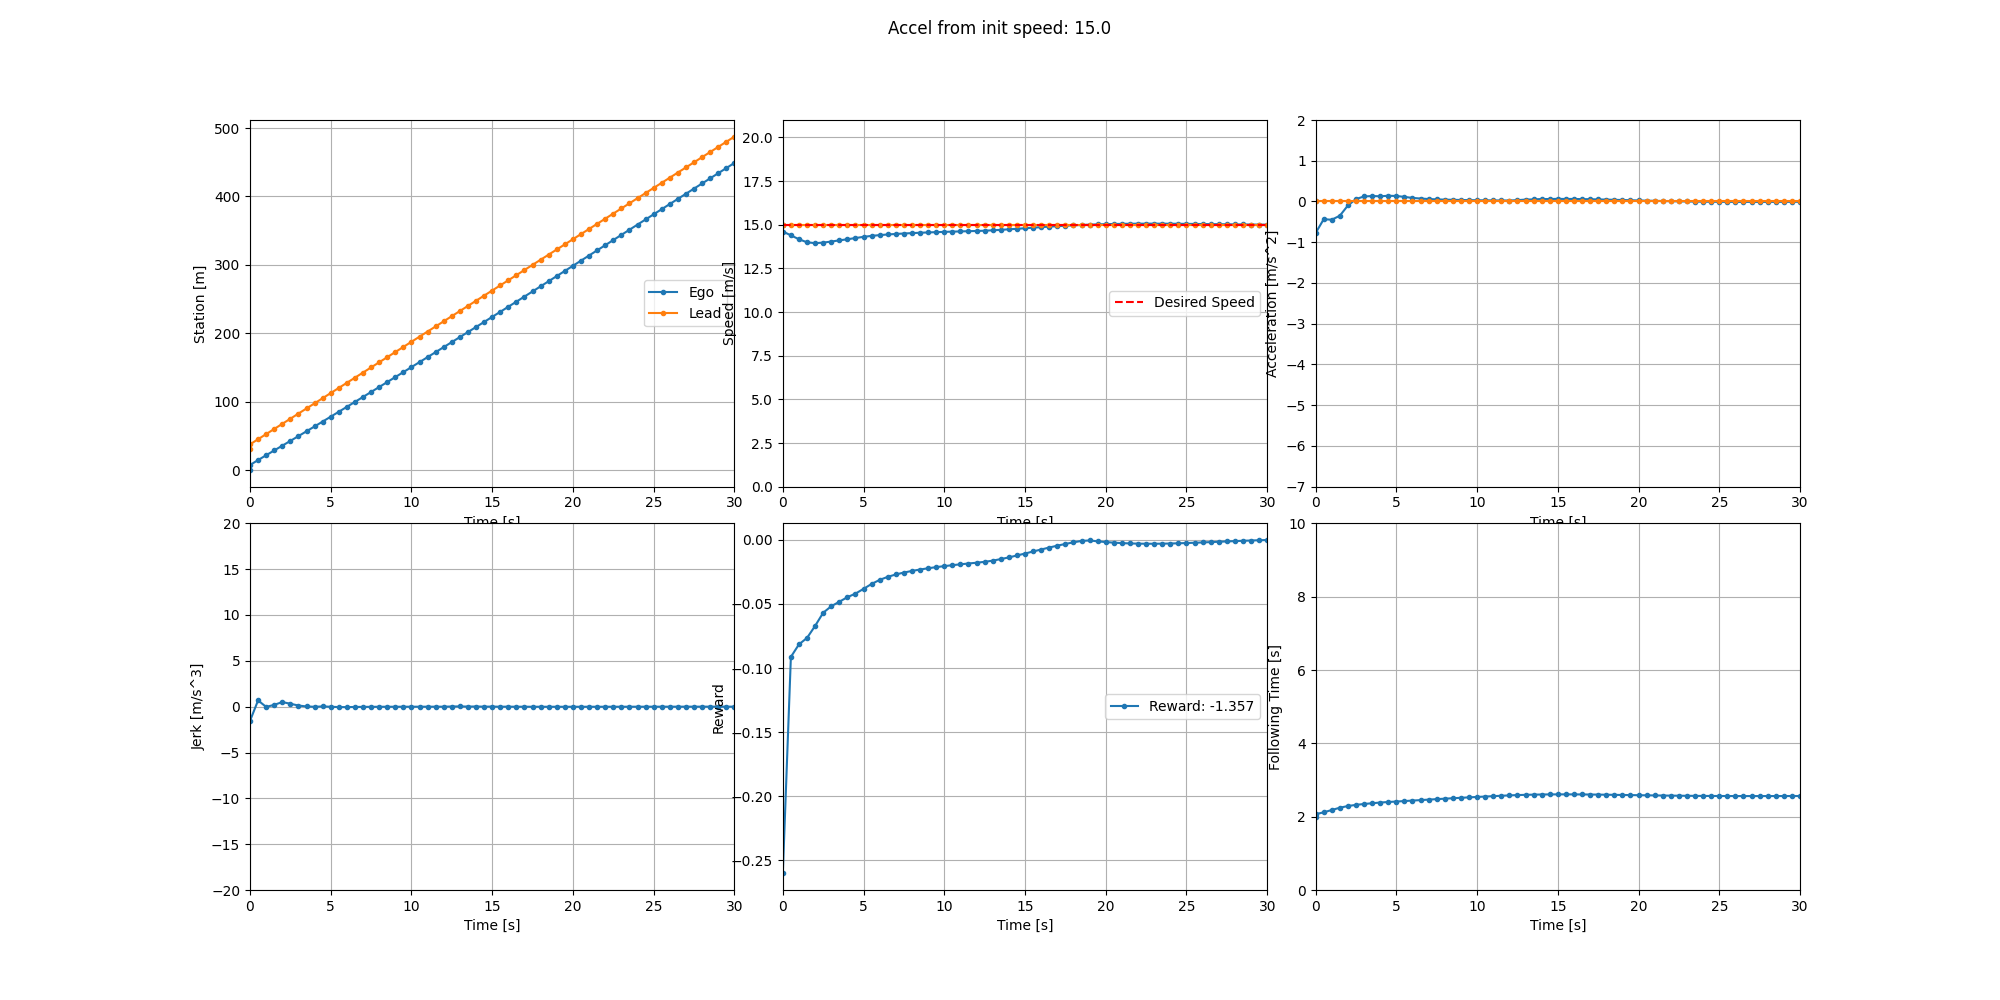 Accel from init speed: 15.0
500
400
300
200
100
0
Station [m]
0 5 10 15 20 25 30
Time [s]
Ego
Lead
20.0
17.5
15.0
12.5
10.0
7.5
5.0
2.5
0.0
Speed [m/s]
0 5 10 15 20 25 30
Time [s]
Desired Speed
2
1
0
−1
−2
−3
−4
−5
−6
−7
Acceleration [m/s^2]
0 5 10 15 20 25 30
Time [s]
20
15
10
5
0
−5
−10
−15
−20
Jerk [m/s^3]
0 5 10 15 20 25 30
Time [s]
0.00
−0.05
−0.10
−0.15
−0.20
−0.25
Reward
0 5 10 15 20 25 30
Time [s]
Reward: -1.357
10
8
6
4
2
0
Following Time [s]
0 5 10 15 20 25 30
Time [s]